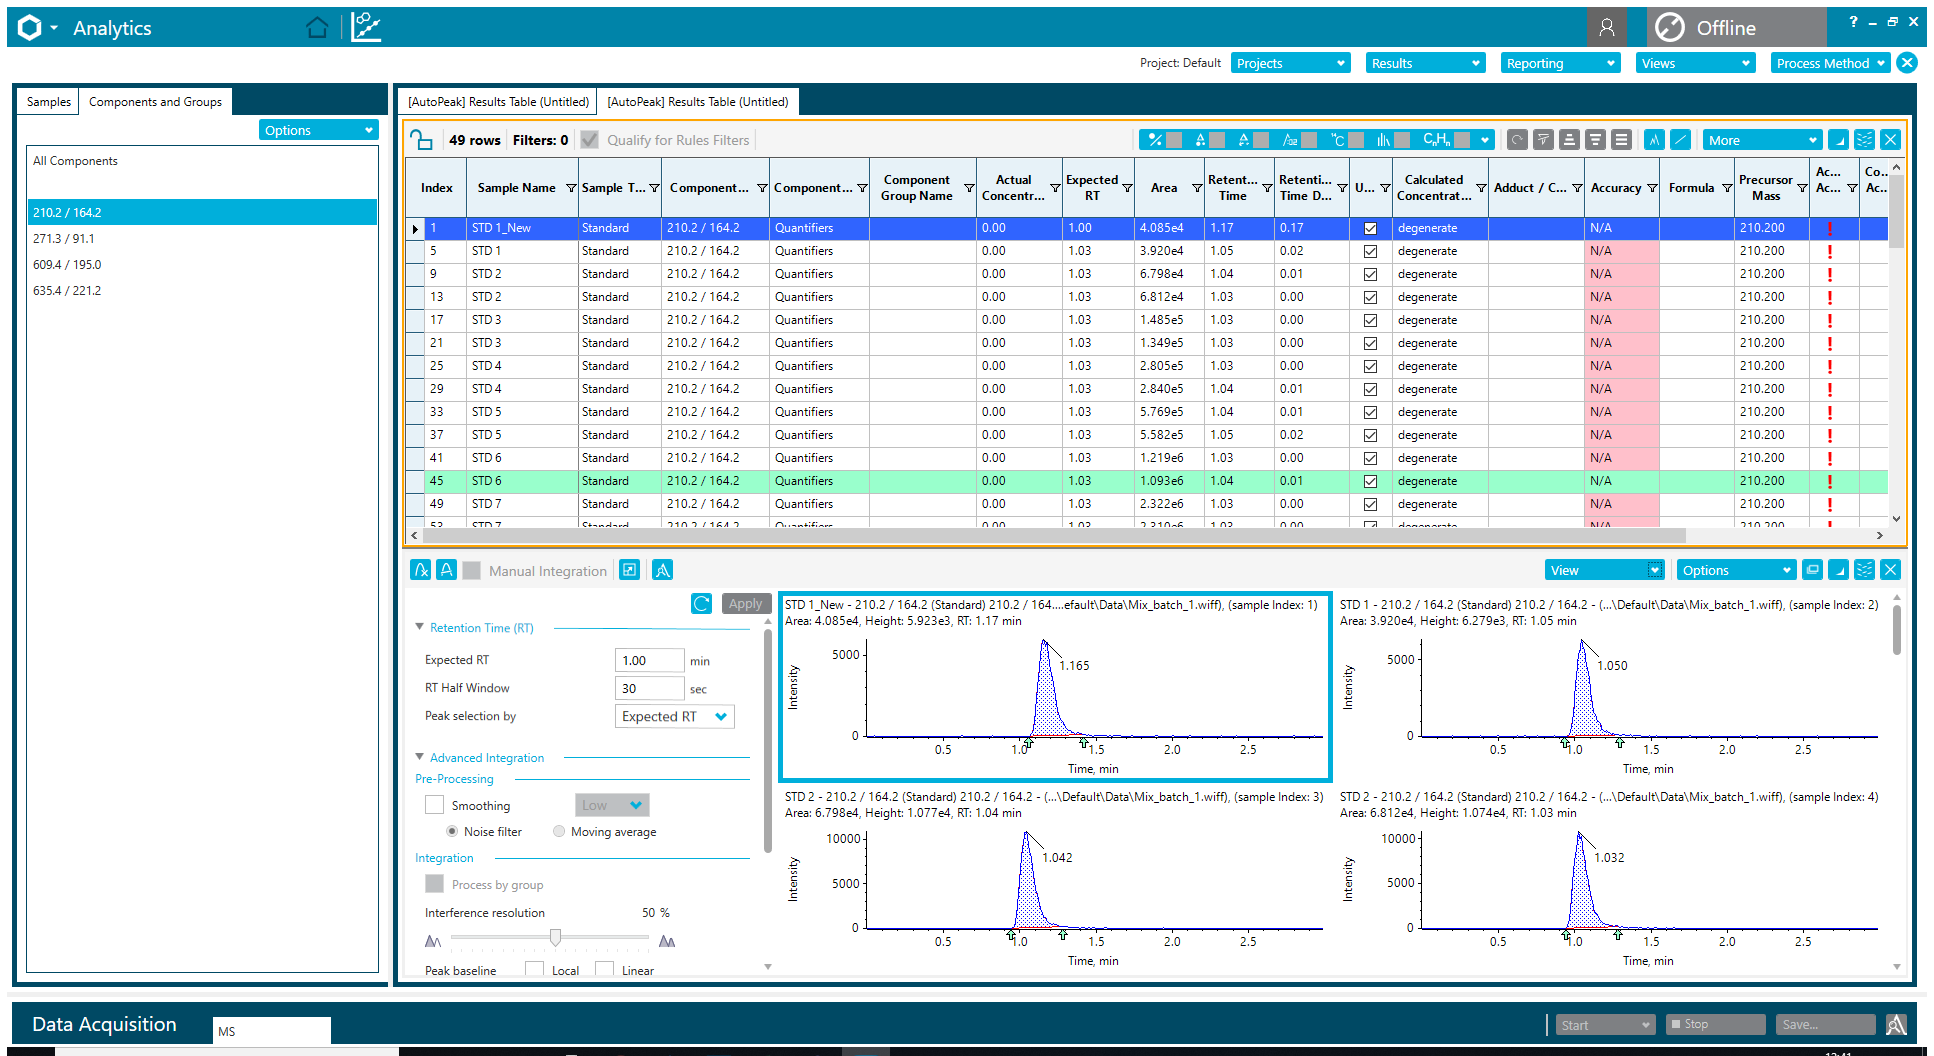 Analytics
Offline
?
Project: Default
Projects
Results
Reporting
Views
Process Method
Samples
Components and Groups
Options
All Components
210.2 / 164.2
271.3 / 91.1
609.4 / 195.0
635.4 / 221.2
[AutoPeak] Results Table (Untitled)
[AutoPeak] Results Table (Untitled)
49 rows
Filters: 0
Qualify for Rules Filters
More
Index Sample Name Sample T... Component... Component... Component Group Name Actual Concentr... Expected RT Area Retent... Time Retenti... Time D... U... Calculated Concentrat... Adduct / C... Accuracy Formula Precursor Mass Ac... Ac... Co... Ac...
1 STD 1_New Standard 210.2 / 164.2 Quantifiers 0.00 1.00 4.085e4 1.17 0.17 degenerate N/A 210.200 !
5 STD 1 Standard 210.2 / 164.2 Quantifiers 0.00 1.03 3.920e4 1.05 0.02 degenerate N/A 210.200 !
9 STD 2 Standard 210.2 / 164.2 Quantifiers 0.00 1.03 6.798e4 1.04 0.01 degenerate N/A 210.200 !
13 STD 2 Standard 210.2 / 164.2 Quantifiers 0.00 1.03 6.812e4 1.03 0.00 degenerate N/A 210.200 !
17 STD 3 Standard 210.2 / 164.2 Quantifiers 0.00 1.03 1.485e5 1.03 0.00 degenerate N/A 210.200 !
21 STD 3 Standard 210.2 / 164.2 Quantifiers 0.00 1.03 1.349e5 1.03 0.00 degenerate N/A 210.200 !
25 STD 4 Standard 210.2 / 164.2 Quantifiers 0.00 1.03 2.805e5 1.03 0.00 degenerate N/A 210.200 !
29 STD 4 Standard 210.2 / 164.2 Quantifiers 0.00 1.03 2.840e5 1.04 0.01 degenerate N/A 210.200 !
33 STD 5 Standard 210.2 / 164.2 Quantifiers 0.00 1.03 5.769e5 1.04 0.01 degenerate N/A 210.200 !
37 STD 5 Standard 210.2 / 164.2 Quantifiers 0.00 1.03 5.582e5 1.05 0.02 degenerate N/A 210.200 !
41 STD 6 Standard 210.2 / 164.2 Quantifiers 0.00 1.03 1.219e6 1.03 0.00 degenerate N/A 210.200 !
45 STD 6 Standard 210.2 / 164.2 Quantifiers 0.00 1.03 1.093e6 1.04 0.01 degenerate N/A 210.200 !
49 STD 7 Standard 210.2 / 164.2 Quantifiers 0.00 1.03 2.322e6 1.03 0.00 degenerate N/A 210.200 !
53 STD 7 Standard 210.2 / 164.2 Quantifiers 0.00 1.03 2.310e6 1.03 0.00 degenerate N/A 210.200 !
Manual Integration
View
Options
Apply
Retention Time (RT)
Expected RT 1.00 min
RT Half Window 30 sec
Peak selection by Expected RT
Advanced Integration
Pre-Processing
Smoothing Low
Noise filter Moving average
Integration
Process by group
Interference resolution 50 %
Peak baseline Local Linear
STD 1_New - 210.2 / 164.2 (Standard) 210.2 / 164....efault\Data\Mix_batch_1.wiff), (sample Index: 1)
Area: 4.085e4, Height: 5.923e3, RT: 1.17 min
5000
1.165
Intensity
0
0.5 1.0 1.5 2.0 2.5
Time, min
STD 1 - 210.2 / 164.2 (Standard) 210.2 / 164.2 - (...\Default\Data\Mix_batch_1.wiff), (sample Index: 2)
Area: 3.920e4, Height: 6.279e3, RT: 1.05 min
5000
1.050
Intensity
0
0.5 1.0 1.5 2.0 2.5
Time, min
STD 2 - 210.2 / 164.2 (Standard) 210.2 / 164.2 - (...\Default\Data\Mix_batch_1.wiff), (sample Index: 3)
Area: 6.798e4, Height: 1.077e4, RT: 1.04 min
10000
1.042
Intensity
5000
0
0.5 1.0 1.5 2.0 2.5
Time, min
STD 2 - 210.2 / 164.2 (Standard) 210.2 / 164.2 - (...\Default\Data\Mix_batch_1.wiff), (sample Index: 4)
Area: 6.812e4, Height: 1.074e4, RT: 1.03 min
10000
1.032
Intensity
5000
0
0.5 1.0 1.5 2.0 2.5
Time, min
Data Acquisition
MS
Start
Stop
Save...